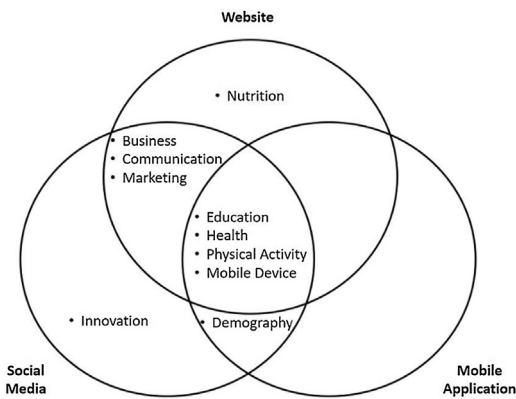 Website
• Nutrition
• Business
• Communication
• Marketing
• Education
• Health
• Physical Activity
• Mobile Device
• Innovation
• Demography
Social
Media
Mobile
Application